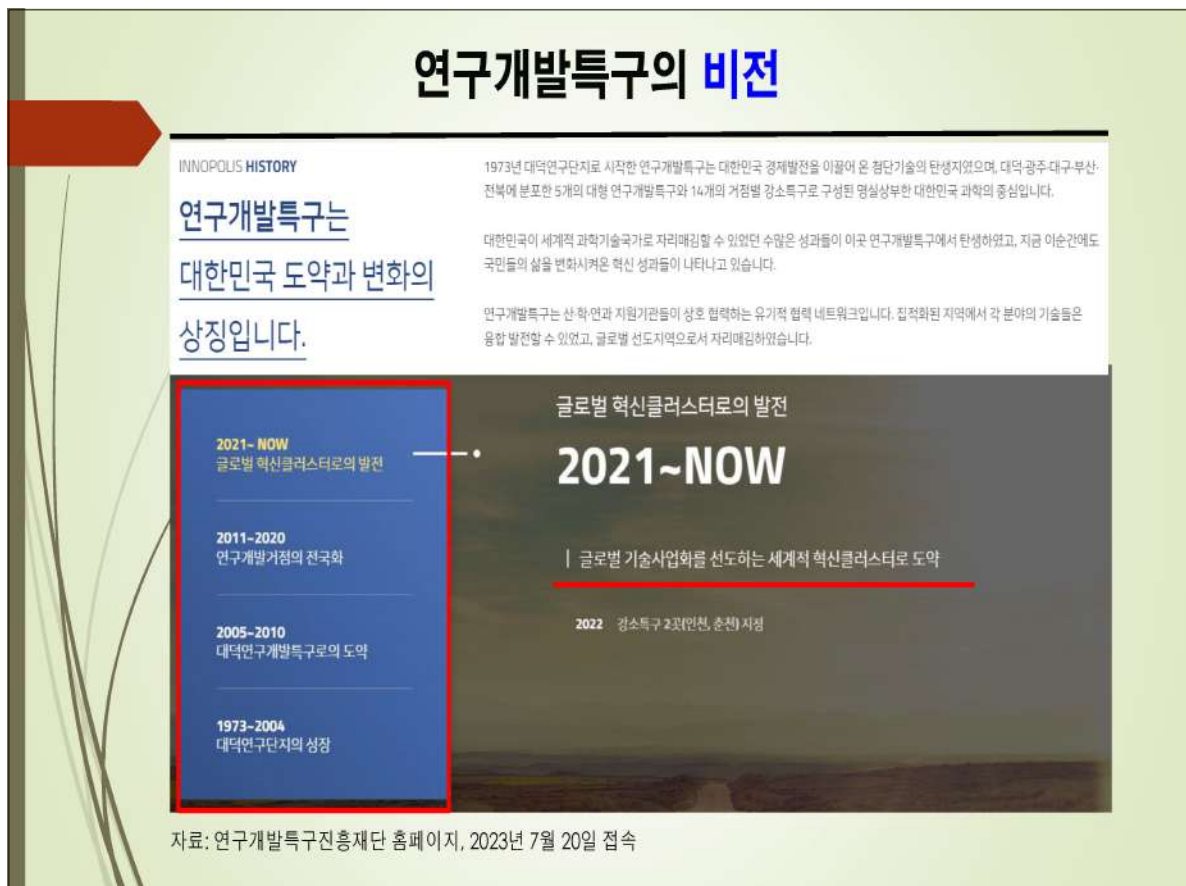 연구개발특구의 비전
INNOPOLIS HISTORY
연구개발특구는
대한민국 도약과 변화의
상징입니다.
1973년 대덕연구단지로 시작한 연구개발특구는 대한민국 경제발전을 이끌어 온 첨단기술의 탄생지였으며, 대덕·광주·대구·부산·
전북에 분포한 5개의 대형 연구개발특구와 14개의 거점별 강소특구로 구성된 명실상부한 대한민국 과학의 중심입니다.
대한민국이 세계적 과학기술국가로 자리매김할 수 있었던 수많은 성과들이 이곳 연구개발특구에서 탄생하였고, 지금 이순간에도
국민들의 삶을 변화시켜온 혁신 성과들이 나타나고 있습니다.
연구개발특구는 산·학·연과 지원기관들이 상호 협력하는 유기적 협력 네트워크입니다. 집적화된 지역에서 각 분야의 기술들은
융합 발전할 수 있었고, 글로벌 선도지역으로서 자리매김하였습니다.
2021~ NOW
글로벌 혁신클러스터로의 발전
2011~2020
연구개발거점의 전국화
2005~2010
대덕연구개발특구로의 도약
1973~2004
대덕연구단지의 성장
글로벌 혁신클러스터로의 발전
2021~NOW
| 글로벌 기술사업화를 선도하는 세계적 혁신클러스터로 도약
2022 강소특구 2곳(인천, 춘천) 지정
자료: 연구개발특구진흥재단 홈페이지, 2023년 7월 20일 접속